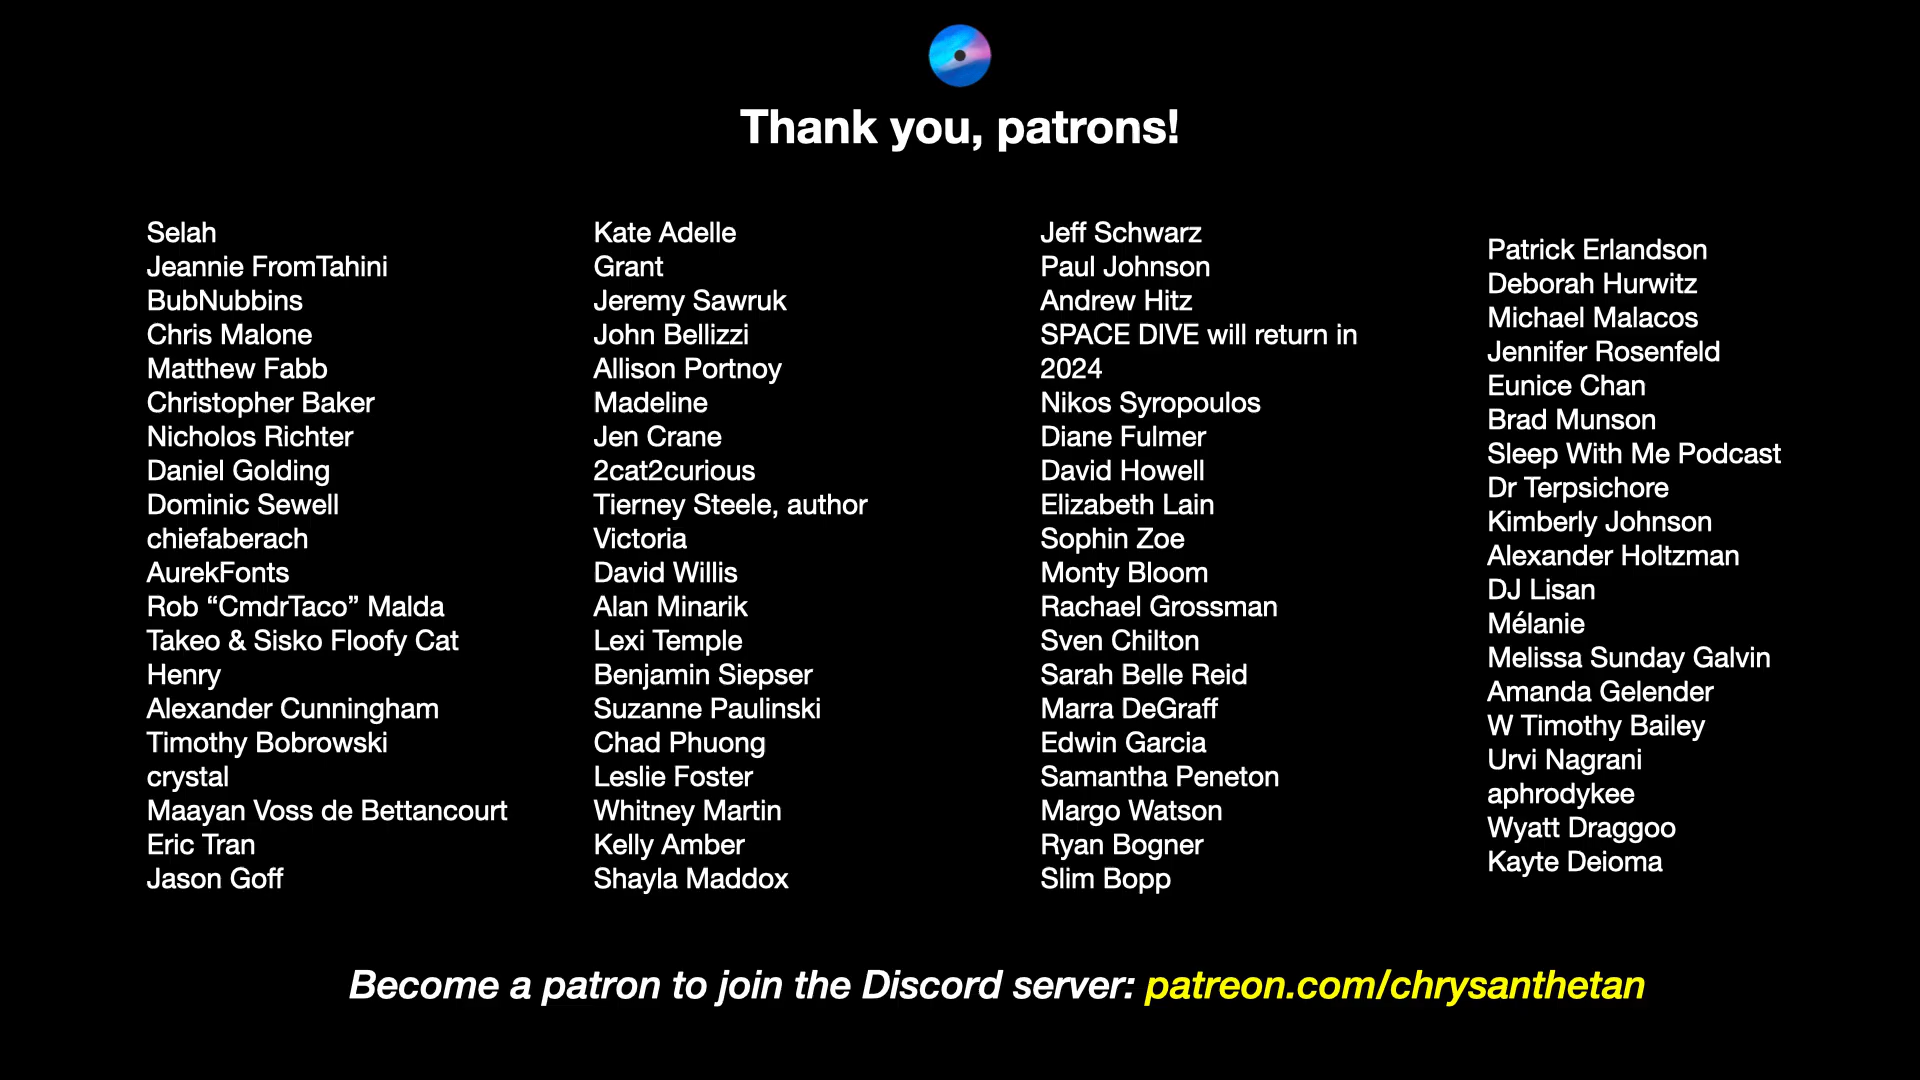 Thank you, patrons!
Selah
Jeannie FromTahini
BubNubbins
Chris Malone
Matthew Fabb
Christopher Baker
Nicholos Richter
Daniel Golding
Dominic Sewell
chiefaberach
AurekFonts
Rob “CmdrTaco” Malda
Takeo & Sisko Floofy Cat
Henry
Alexander Cunningham
Timothy Bobrowski
crystal
Maayan Voss de Bettancourt
Eric Tran
Jason Goff
Kate Adelle
Grant
Jeremy Sawruk
John Bellizzi
Allison Portnoy
Madeline
Jen Crane
2cat2curious
Tierney Steele, author
Victoria
David Willis
Alan Minarik
Lexi Temple
Benjamin Siepser
Suzanne Paulinski
Chad Phuong
Leslie Foster
Whitney Martin
Kelly Amber
Shayla Maddox
Jeff Schwarz
Paul Johnson
Andrew Hitz
SPACE DIVE will return in
2024
Nikos Syropoulos
Diane Fulmer
David Howell
Elizabeth Lain
Sophin Zoe
Monty Bloom
Rachael Grossman
Sven Chilton
Sarah Belle Reid
Marra DeGraff
Edwin Garcia
Samantha Peneton
Margo Watson
Ryan Bogner
Slim Bopp
Patrick Erlandson
Deborah Hurwitz
Michael Malacos
Jennifer Rosenfeld
Eunice Chan
Brad Munson
Sleep With Me Podcast
Dr Terpsichore
Kimberly Johnson
Alexander Holtzman
DJ Lisan
Mélanie
Melissa Sunday Galvin
Amanda Gelender
W Timothy Bailey
Urvi Nagrani
aphrodykee
Wyatt Draggoo
Kayte Deioma
Become a patron to join the Discord server: patreon.com/chrysanthetan